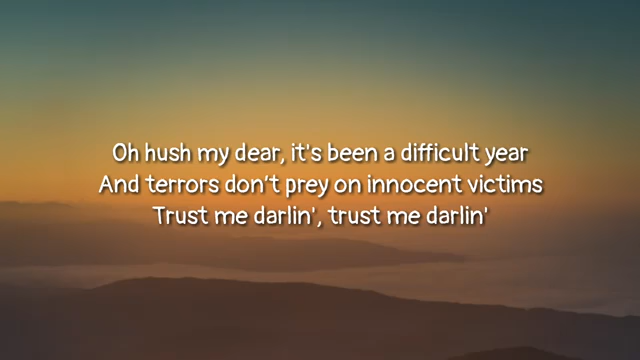 Oh hush my dear, it's been a difficult year
And terrors don't prey on innocent victims
Trust me darlin', trust me darlin'